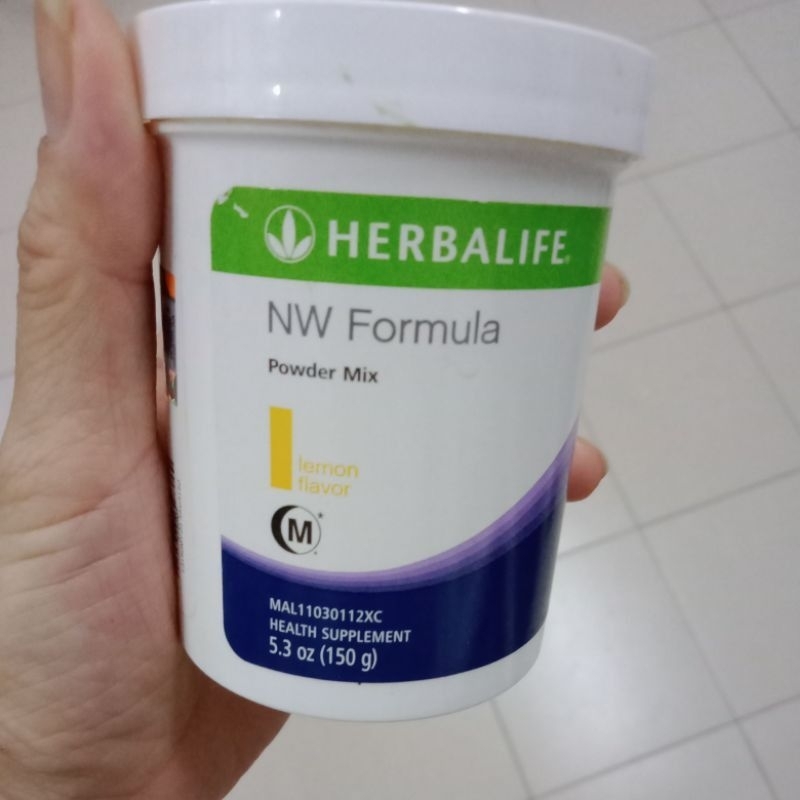 HERBALIFE®
NW Formula
Powder Mix
lemon
flavor
M*
MAL11030112XC
HEALTH SUPPLEMENT
5.3 oz (150 g)